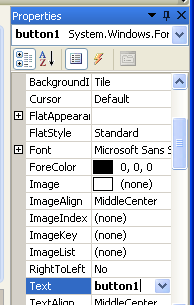 Properties
button1 System.Windows.For
BackgroundI Tile
Cursor Default
FlatAppearan
FlatStyle Standard
Font Microsoft Sans S
ForeColor 0, 0, 0
Image (none)
ImageAlign MiddleCenter
ImageIndex (none)
ImageKey (none)
ImageList (none)
RightToLeft No
Text button1
TextAlign MiddleCenter